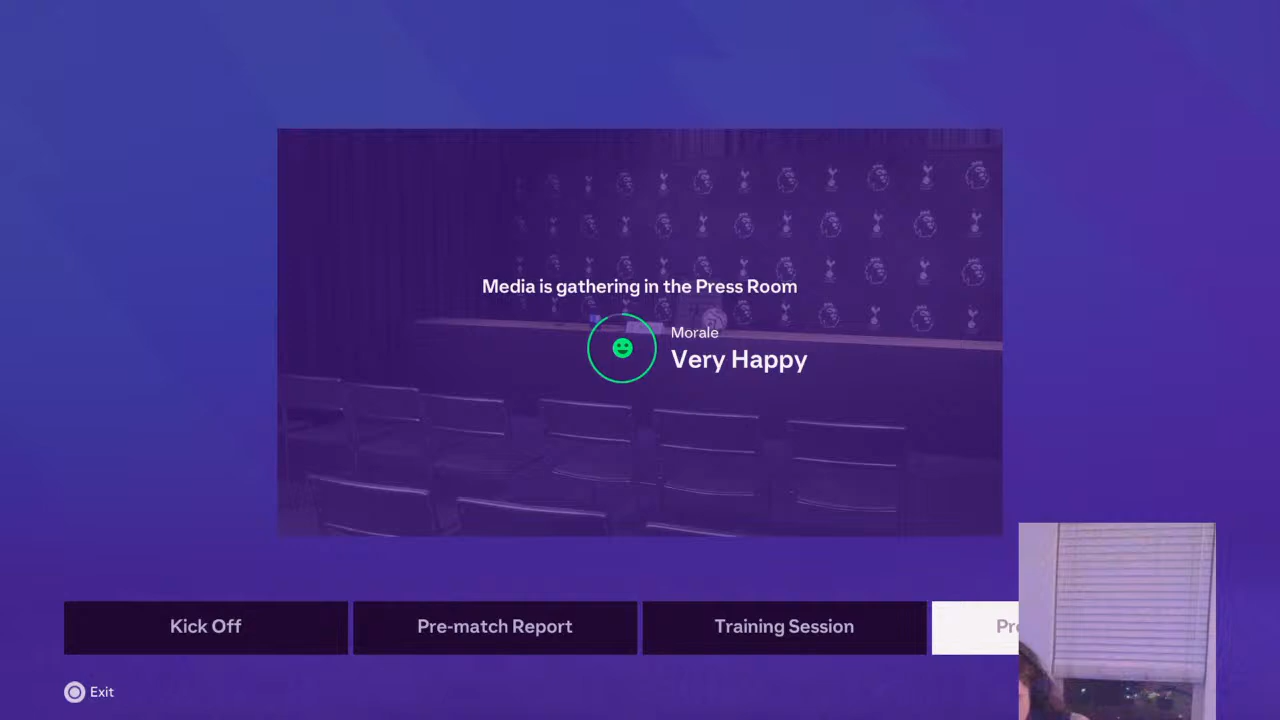 Media is gathering in the Press Room
Morale
Very Happy
Kick Off
Pre-match Report
Training Session
Exit